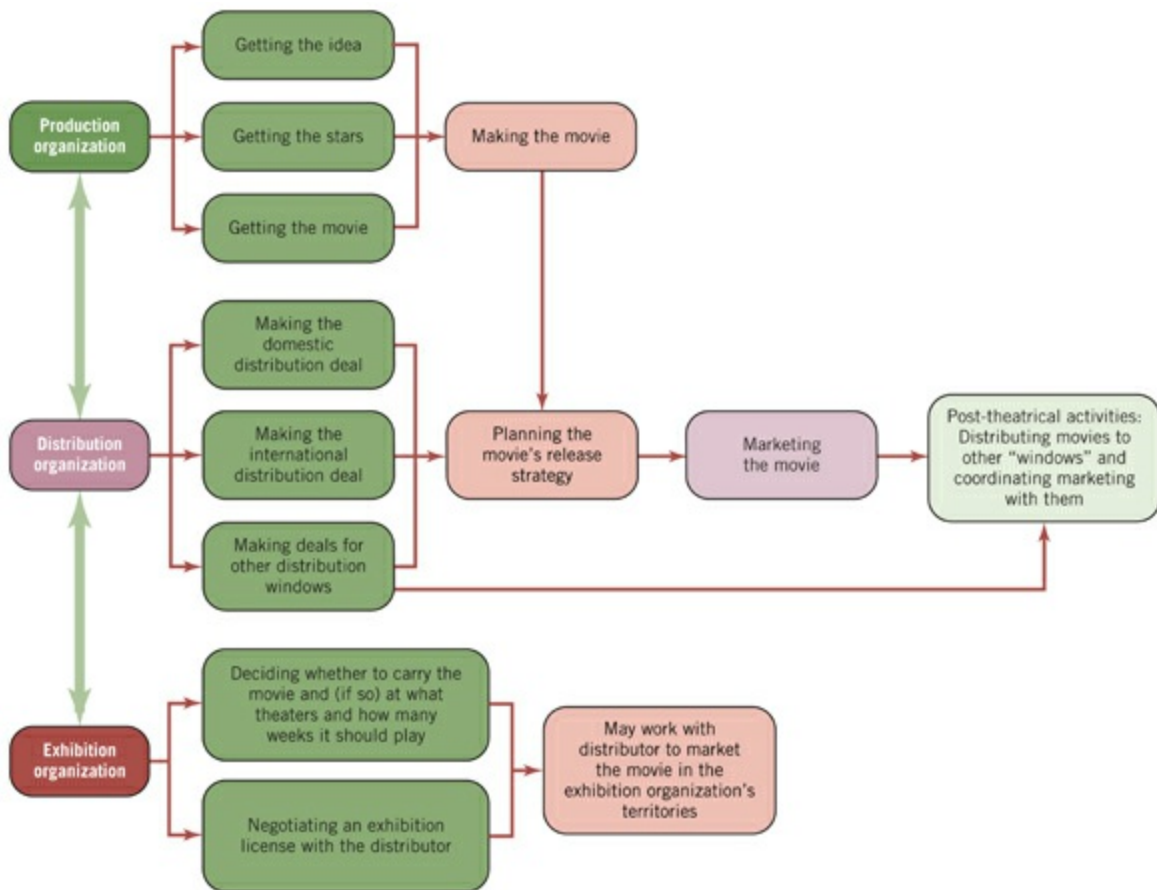 Getting the idea
Production
organization
Getting the stars
Making the movie
Getting the movie
Making the
domestic
distribution deal
Distribution
organization
Making the
international
distribution deal
Planning the
movie’s release
strategy
Marketing
the movie
Post-theatrical activities:
Distributing movies to
other “windows” and
coordinating marketing
with them
Making deals for
other distribution
windows
Deciding whether to carry the
movie and (if so) at what
theaters and how many
weeks it should play
Exhibition
organization
May work with
distributor to market
the movie in the
exhibition organization’s
territories
Negotiating an exhibition
license with the distributor